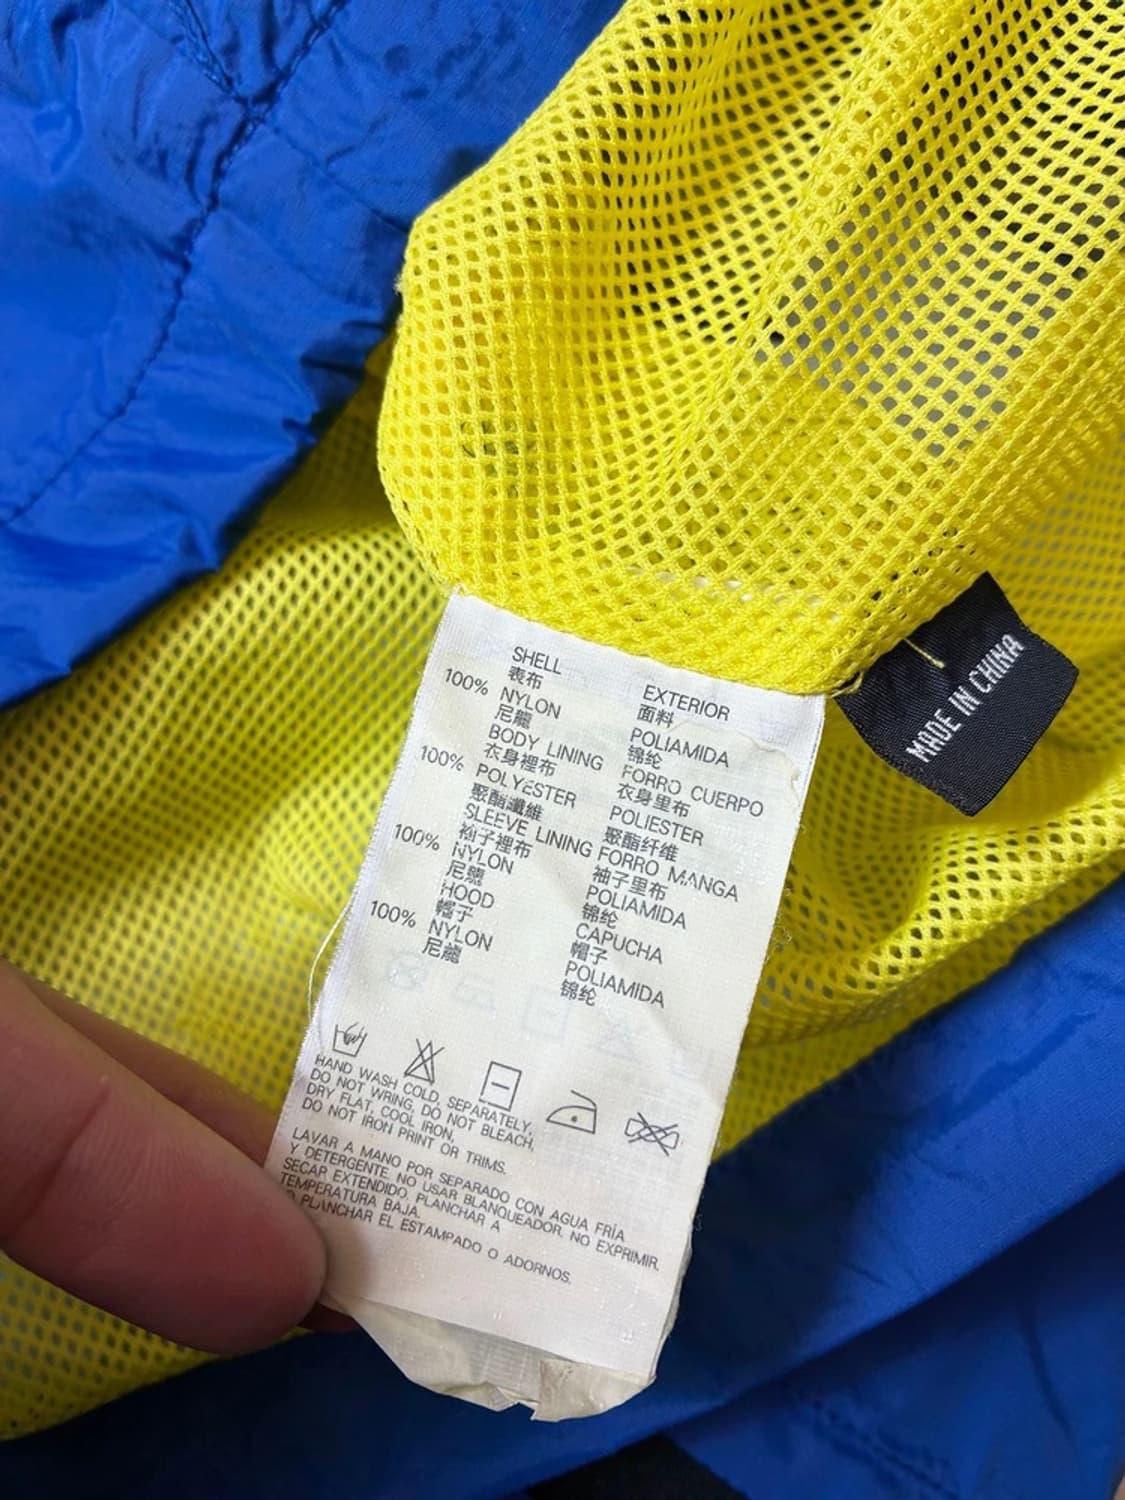 SHELL
表布
100% NYLON
尼龍
BODY LINING
衣身裡布
100% POLYESTER
聚酯纖維
SLEEVE LINING
袖子裡布
100% NYLON
尼龍
HOOD
帽子
100% NYLON
尼龍
EXTERIOR
面料
POLIAMIDA
锦纶
FORRO CUERPO
衣身里布
POLIESTER
聚酯纤维
FORRO MANGA
袖子里布
POLIAMIDA
锦纶
CAPUCHA
帽子
POLIAMIDA
锦纶
HAND WASH COLD, SEPARATELY,
DO NOT WRING, DO NOT BLEACH,
DRY FLAT, COOL IRON,
DO NOT IRON PRINT OR TRIMS.
LAVAR A MANO POR SEPARADO CON AGUA FRÍA
Y DETERGENTE. NO USAR BLANQUEADOR, NO EXPRIMIR,
SECAR EXTENDIDO, PLANCHAR A
TEMPERATURA BAJA.
PLANCHAR EL ESTAMPADO O ADORNOS.
MADE IN CHINA